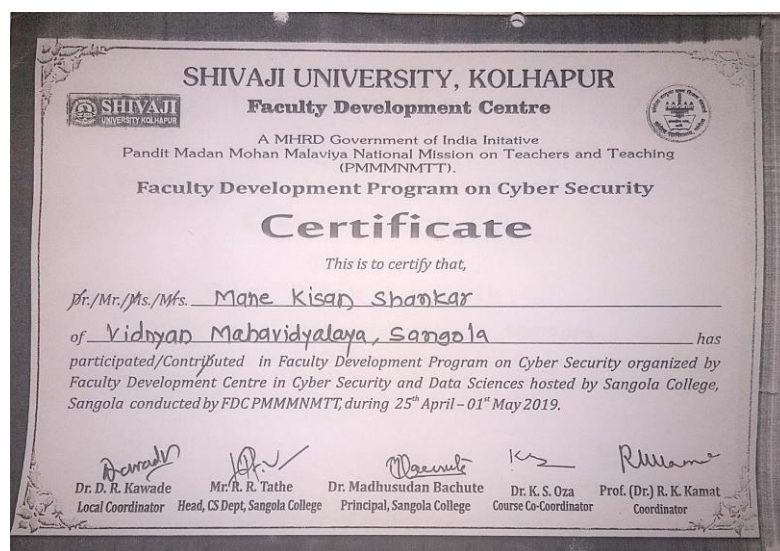 SHIVAJI UNIVERSITY, KOLHAPUR
SHIVAJI
UNIVERSITY KOLHAPUR
Faculty Development Centre
A MHRD Government of India Initative
Pandit Madan Mohan Malaviya National Mission on Teachers and Teaching
(PMMMNMTT).
Faculty Development Program on Cyber Security
Certificate
This is to certify that,
Dr./Mr./Ms./Mrs. Mane Kisan Shankar
of Vidnyan Mahavidyalaya, Sangola has
participated/Contributed in Faculty Development Program on Cyber Security organized by
Faculty Development Centre in Cyber Security and Data Sciences hosted by Sangola College,
Sangola conducted by FDC PMMMNMTT, during 25th April – 01st May 2019.
Dr. D. R. Kawade Mr. R. R. Tathe Dr. Madhusudan Bachute Dr. K. S. Oza Prof. (Dr.) R. K. Kamat
Local Coordinator Head, CS Dept, Sangola College Principal, Sangola College Course Co-Coordinator Coordinator